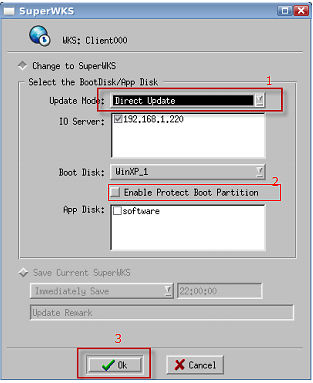 SuperWKS
WKS: Client000
Change to SuperWKS
Select the BootDisk/App Disk
1
Update Mode: Direct Update
IO Server: 192.168.1.220
Boot Disk: WinXP_1
2
Enable Protect Boot Partition
App Disk: software
Save Current SuperWKS
Immediately Save 22:00:00
Update Remark
3
Ok Cancel